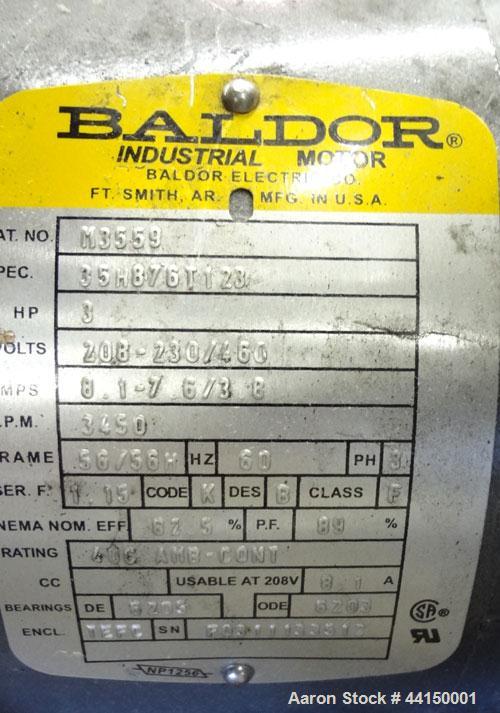 BALDOR®
INDUSTRIAL MOTOR
BALDOR ELECTRIC CO.
FT. SMITH, AR. MFG. IN U.S.A.
AT. NO. M3559
PEC. 35H876T123
HP 3
OLTS 208-230/460
MPS 8.1-7.6/3.8
.P.M. 3450
RAME 56/56H HZ 60 PH 3
SER. F. 1.15 CODE K DES B CLASS F
NEMA NOM. EFF. 82.5 % P.F. 89 %
RATING 40C AMB-CONT
CC USABLE AT 208V 8.1 A
BEARINGS DE 6205 ODE 6203
ENCL. TEFC SN
NP1256
Aaron Stock # 44150001